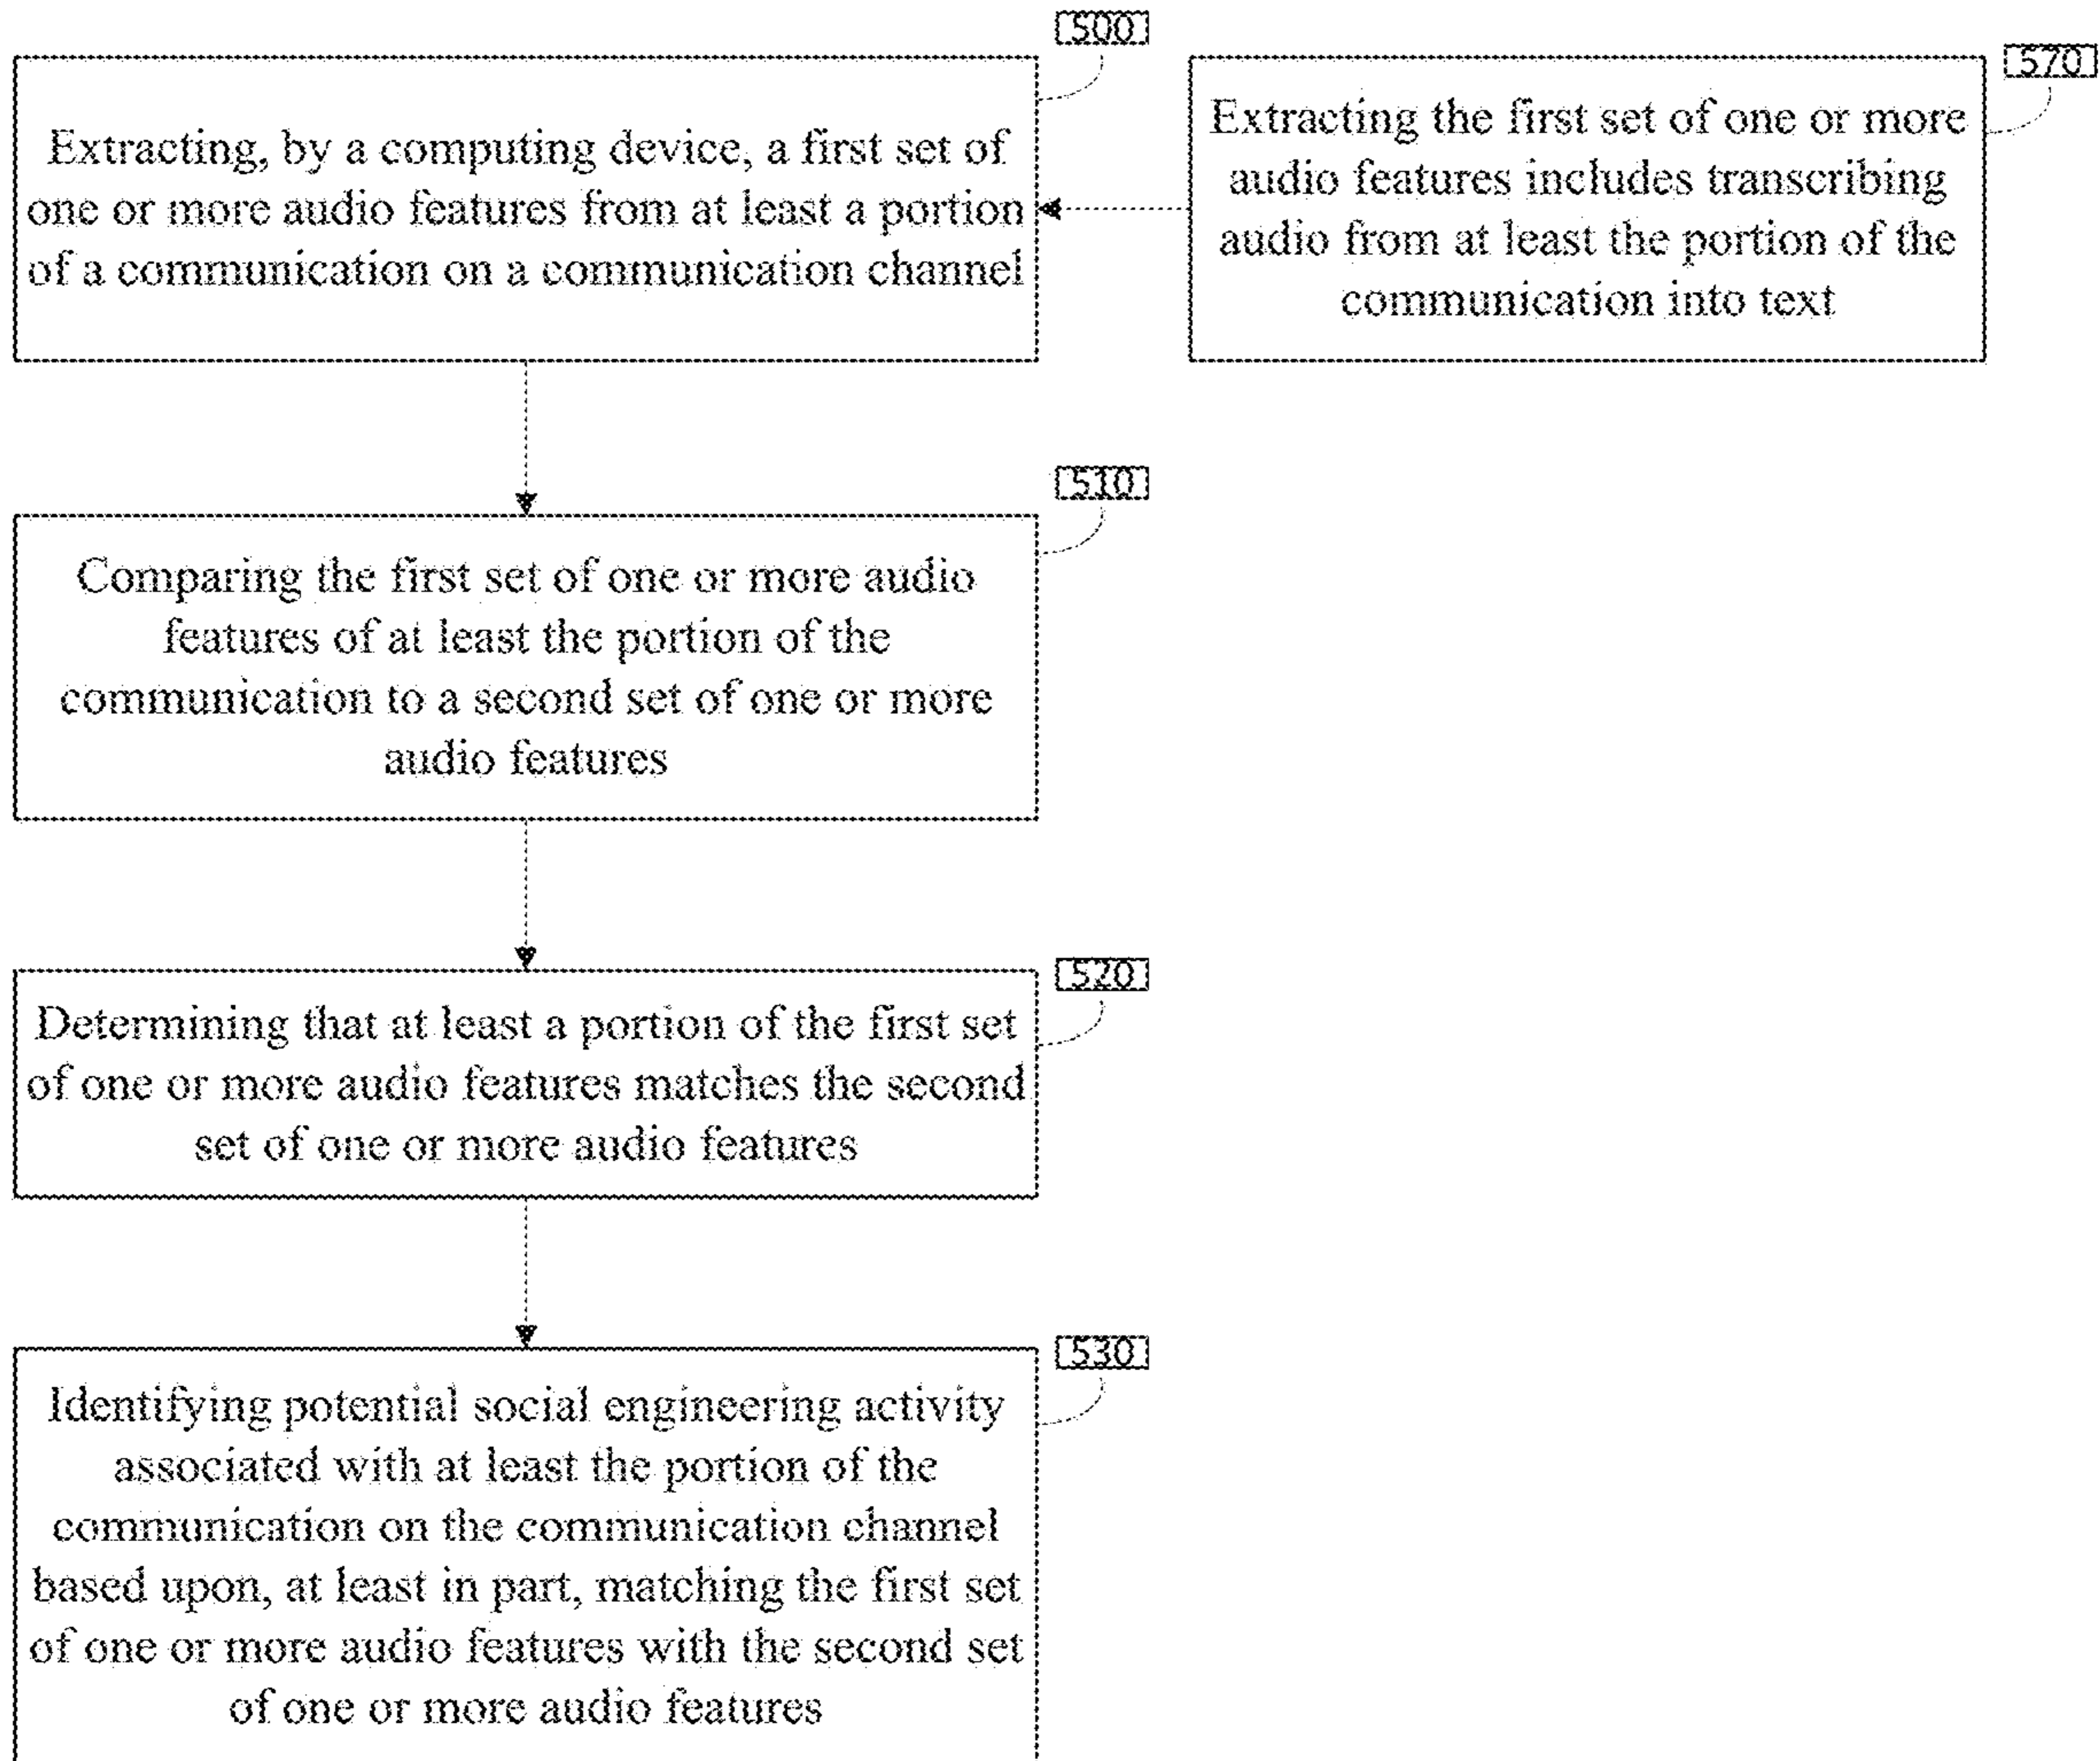 500
Extracting, by a computing device, a first set of
one or more audio features from at least a portion
of a communication on a communication channel
570
Extracting the first set of one or more
audio features includes transcribing
audio from at least the portion of the
communication into text
510
Comparing the first set of one or more audio
features of at least the portion of the
communication to a second set of one or more
audio features
520
Determining that at least a portion of the first set
of one or more audio features matches the second
set of one or more audio features
530
Identifying potential social engineering activity
associated with at least the portion of the
communication on the communication channel
based upon, at least in part, matching the first set
of one or more audio features with the second set
of one or more audio features